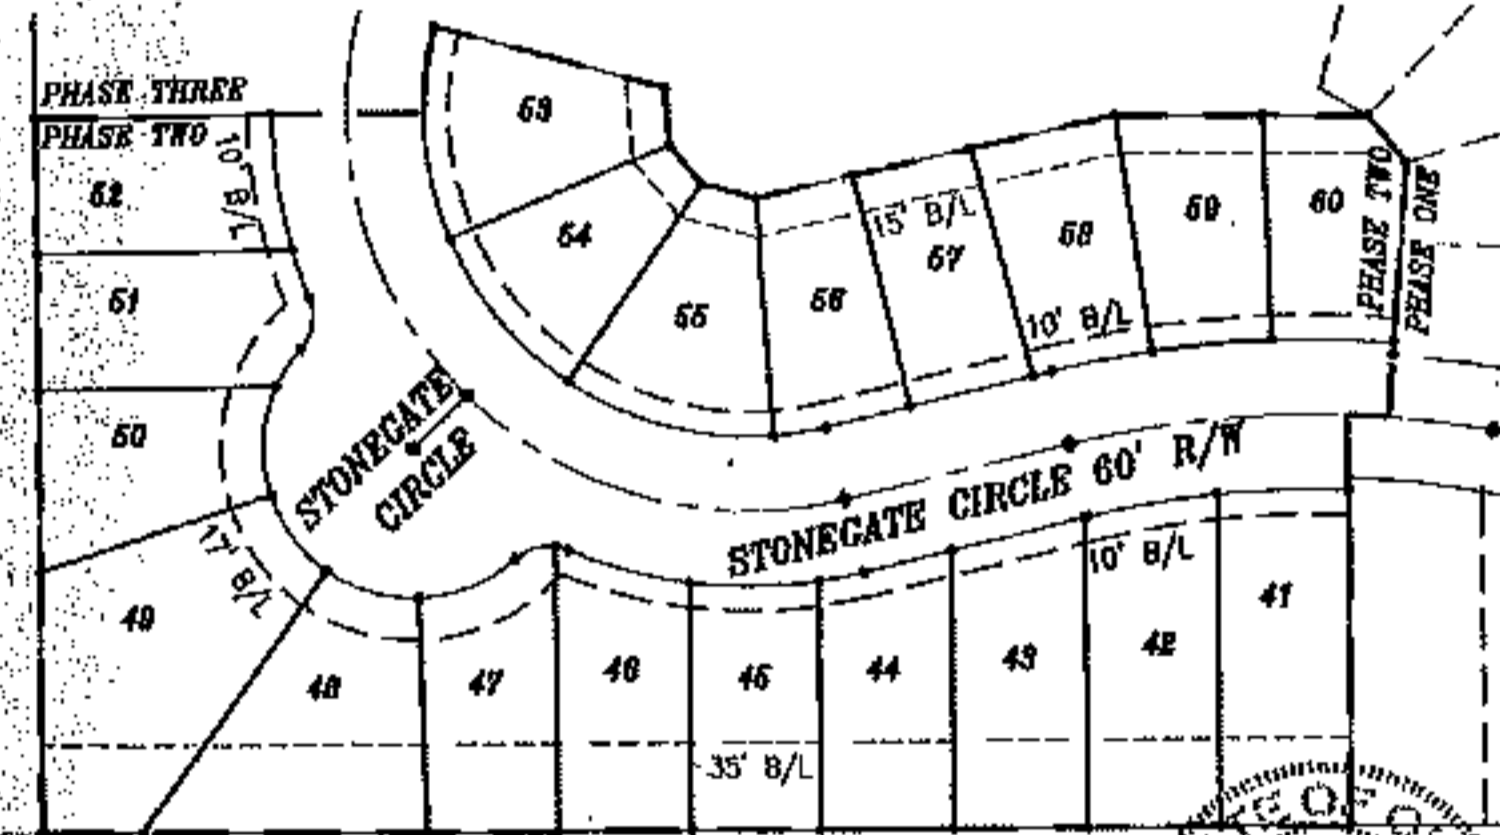 PHASE THREE
PHASE TWO
10' B/L
52
51
50
49
17' B/L
48
47
46
45
44
43
42
41
35' B/L
10' B/L
STONEGATE
CIRCLE
STONEGATE CIRCLE 60' R/W
53
54
55
56
57
58
59
60
15' B/L
10' B/L
PHASE TWO
PHASE ONE